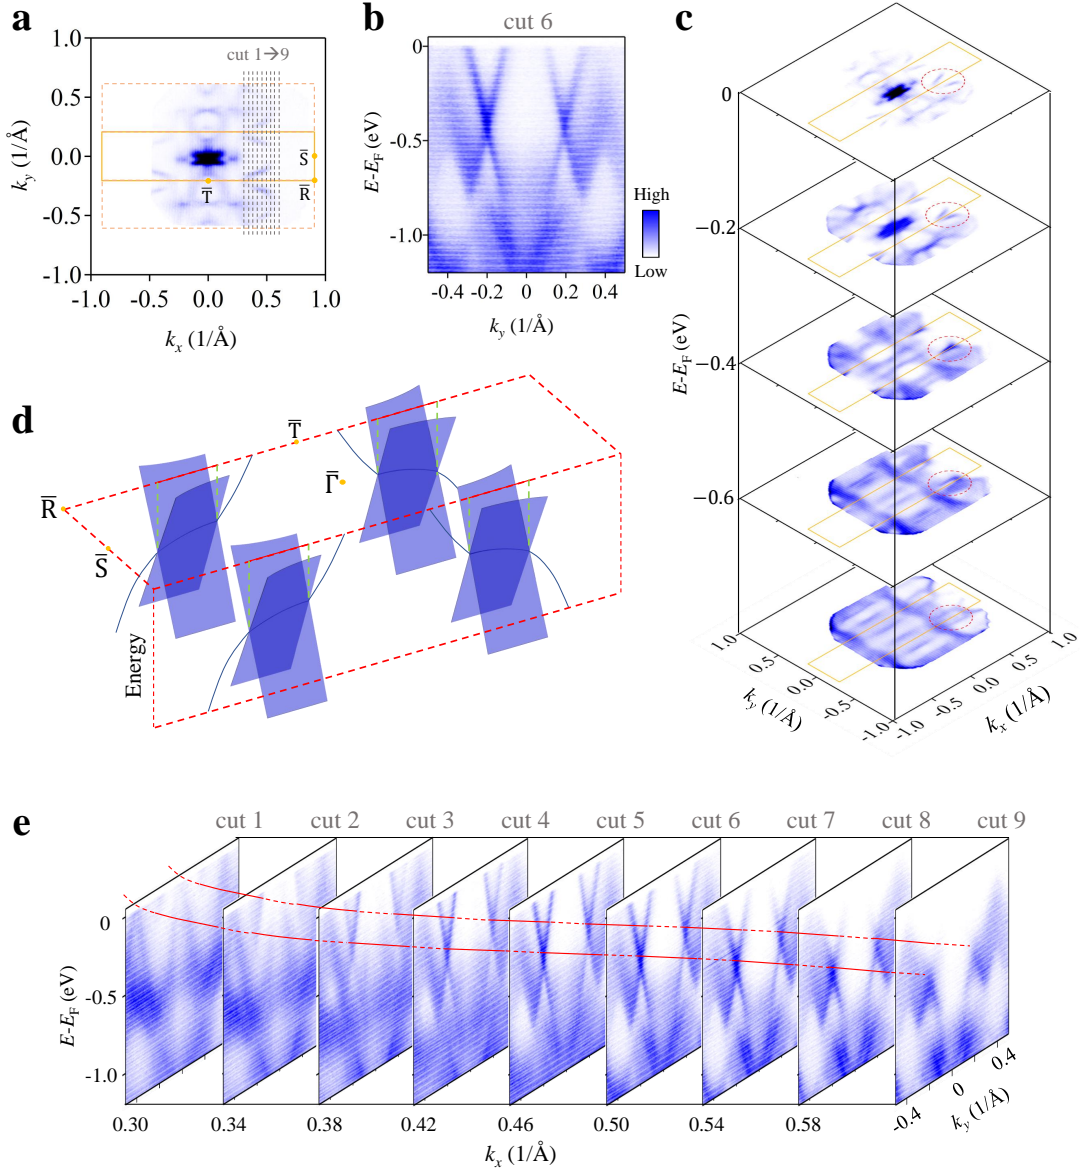 a
1.0
0.5
0.0
-0.5
-1.0
k_y (1/Å)
cut 1→9
S̅
R̅
T̅
-1.0 -0.5 0.0 0.5 1.0
k_x (1/Å)
b
cut 6
0
-0.5
-1.0
E-E_F (eV)
High
Low
-0.4 -0.2 0 0.2 0.4
k_y (1/Å)
c
0
−0.2
−0.4
−0.6
E-E_F (eV)
1.0
0.5
0.0
-0.5
-1.0
k_y (1/Å)
-1.0
-0.5
0.0
0.5
1.0
k_x (1/Å)
d
T̅
Γ̅
R̅
S̅
Energy
e
cut 1 cut 2 cut 3 cut 4 cut 5 cut 6 cut 7 cut 8 cut 9
0
-0.5
-1.0
E-E_F (eV)
0.30 0.34 0.38 0.42 0.46 0.50 0.54 0.58
k_x (1/Å)
-0.4
0
0.4
k_y (1/Å)